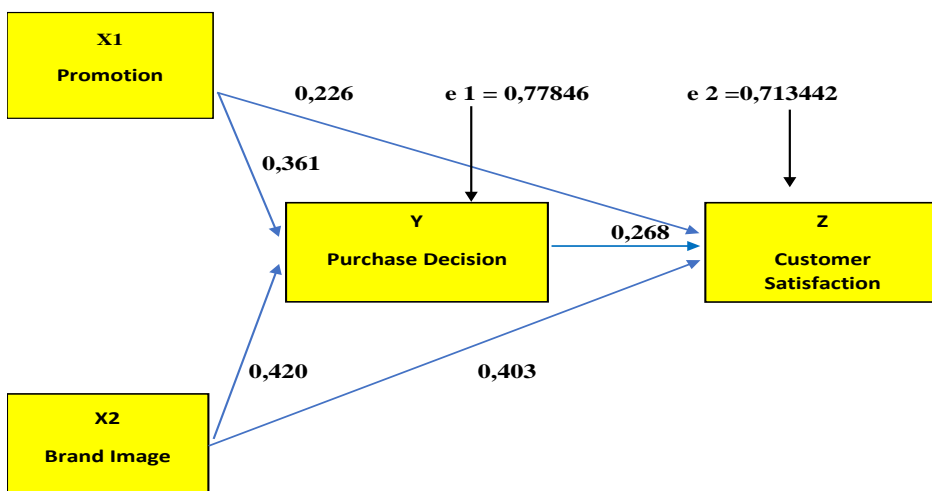 X1
Promotion
0,226
e 1 = 0,77846
e 2 =0,713442
0,361
Y
Purchase Decision
0,268
Z
Customer
Satisfaction
0,420
0,403
X2
Brand Image